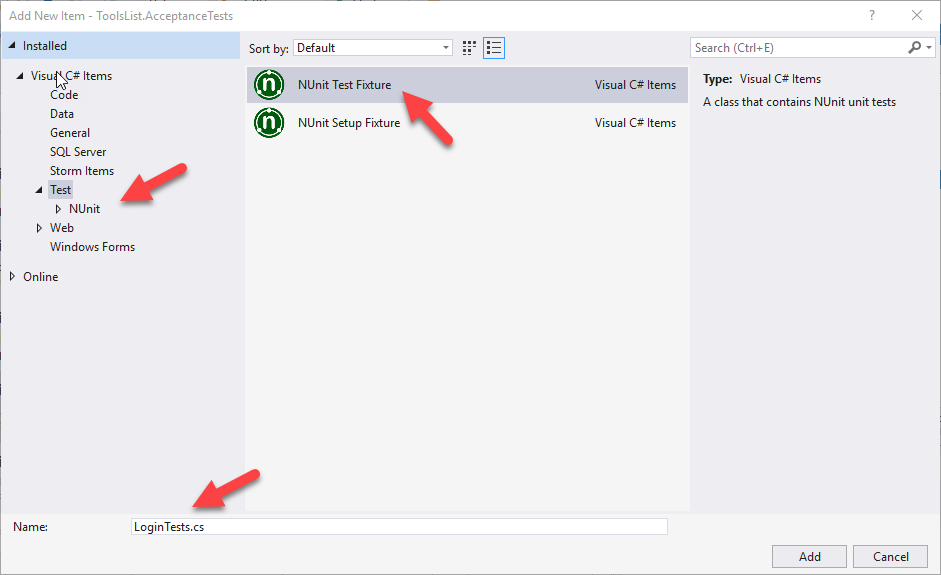 Add New Item - ToolsList.AcceptanceTests
Installed
Sort by: Default
Search (Ctrl+E)
Visual C# Items
Code
Data
General
SQL Server
Storm Items
Test
NUnit
Web
Windows Forms
Online
NUnit Test Fixture Visual C# Items
NUnit Setup Fixture Visual C# Items
Type: Visual C# Items
A class that contains NUnit unit tests
Name: LoginTests.cs
Add Cancel